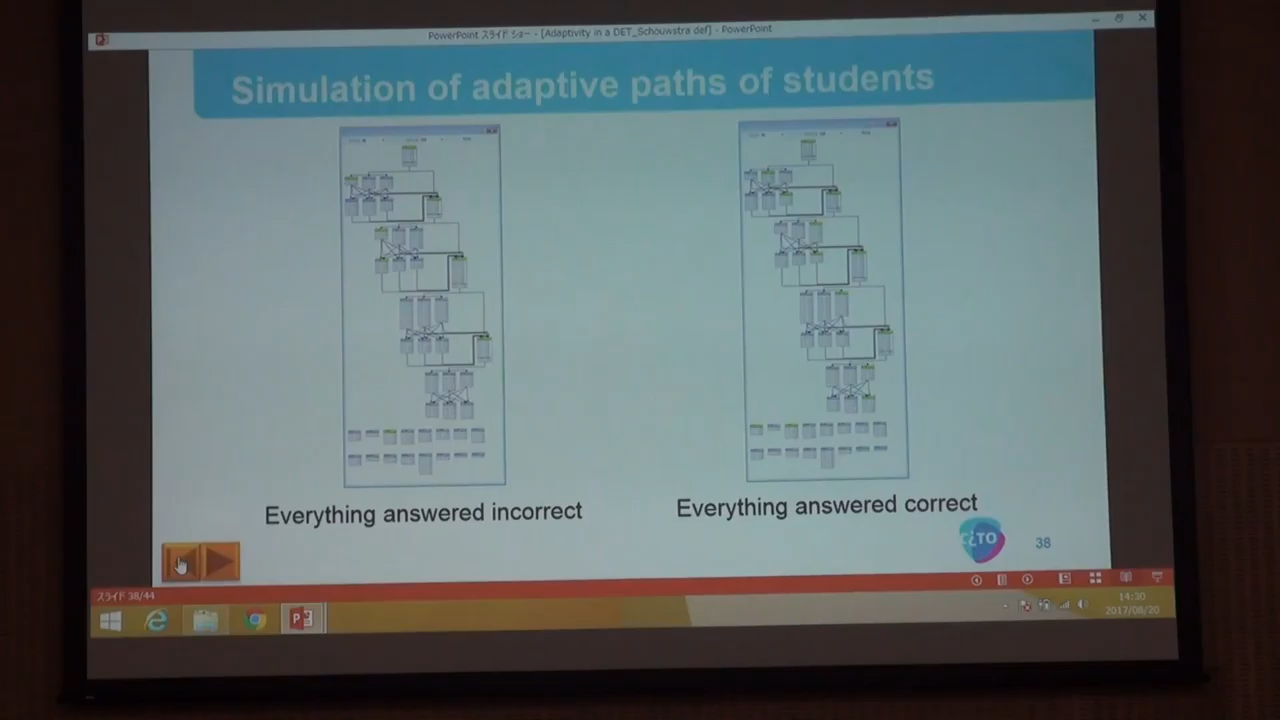 PowerPoint スライド ショー - [Adaptivity in a DET_Schouwstra def] - PowerPoint
Simulation of adaptive paths of students
Everything answered incorrect
Everything answered correct
CiTO
38
スライド 38/44
14:30
2017/08/20